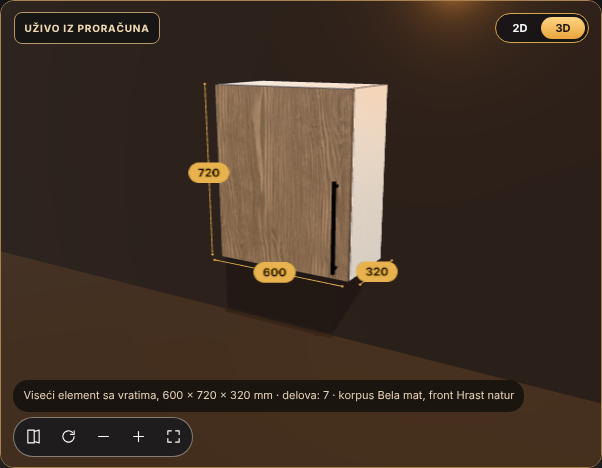 UŽIVO IZ PRORAČUNA
2D 3D
720
600
320
Viseći element sa vratima, 600 × 720 × 320 mm · delova: 7 · korpus Bela mat, front Hrast natur